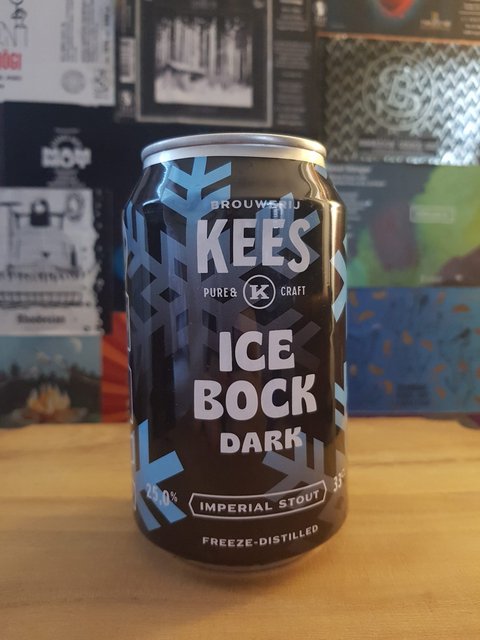 BROUWERIJ
KEES
PURE & K CRAFT
ICE
BOCK
DARK
25,0%
IMPERIAL STOUT
FREEZE-DISTILLED